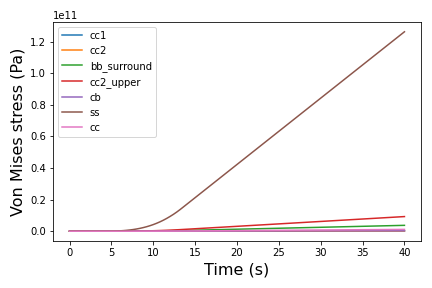 1e11
Von Mises stress (Pa)
1.2
1.0
0.8
0.6
0.4
0.2
0.0
cc1
cc2
bb_surround
cc2_upper
cb
ss
cc
0 5 10 15 20 25 30 35 40
Time (s)